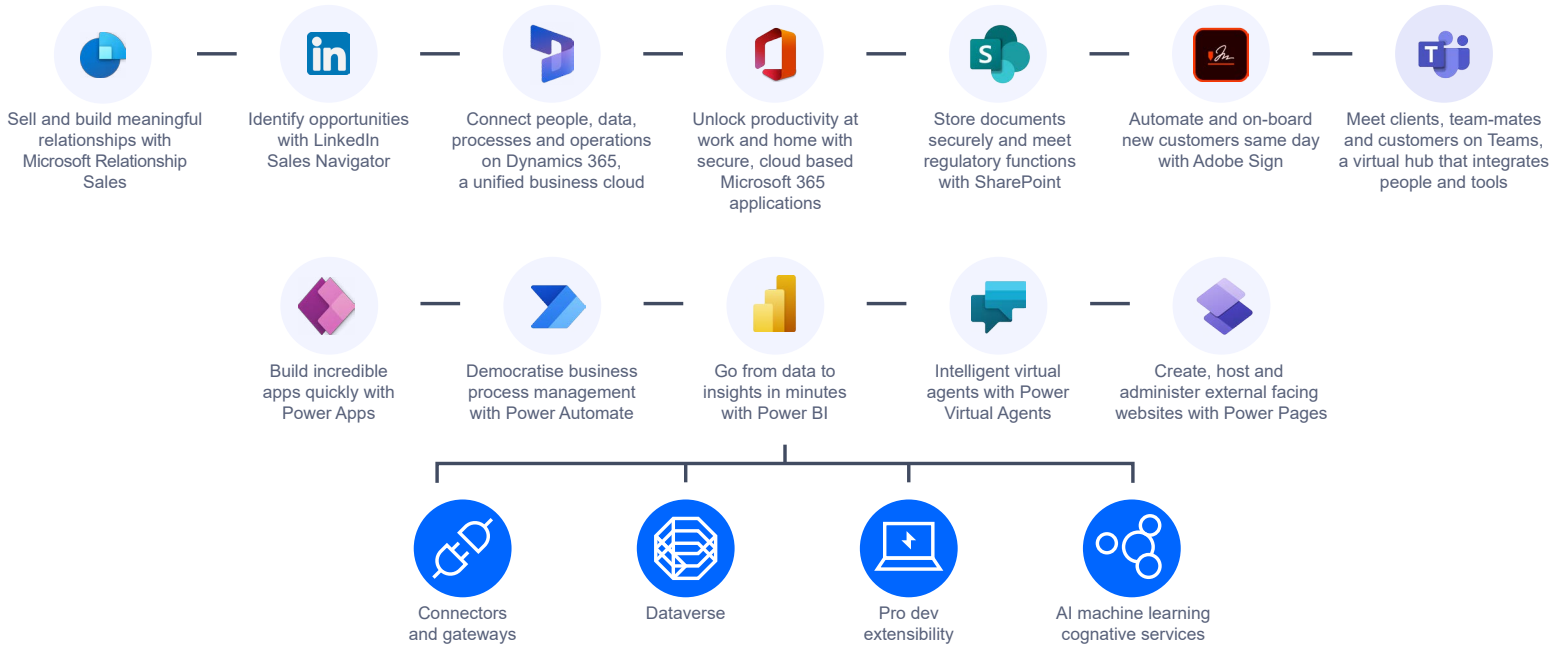 in
S
T
Sell and build meaningful
relationships with
Microsoft Relationship
Sales
Identify opportunities
with LinkedIn
Sales Navigator
Connect people, data,
processes and operations
on Dynamics 365,
a unified business cloud
Unlock productivity at
work and home with
secure, cloud based
Microsoft 365
applications
Store documents
securely and meet
regulatory functions
with SharePoint
Automate and on-board
new customers same day
with Adobe Sign
Meet clients, team-mates
and customers on Teams,
a virtual hub that integrates
people and tools
Build incredible
apps quickly with
Power Apps
Democratise business
process management
with Power Automate
Go from data to
insights in minutes
with Power BI
Intelligent virtual
agents with Power
Virtual Agents
Create, host and
administer external facing
websites with Power Pages
Connectors
and gateways
Dataverse
Pro dev
extensibility
AI machine learning
cognative services